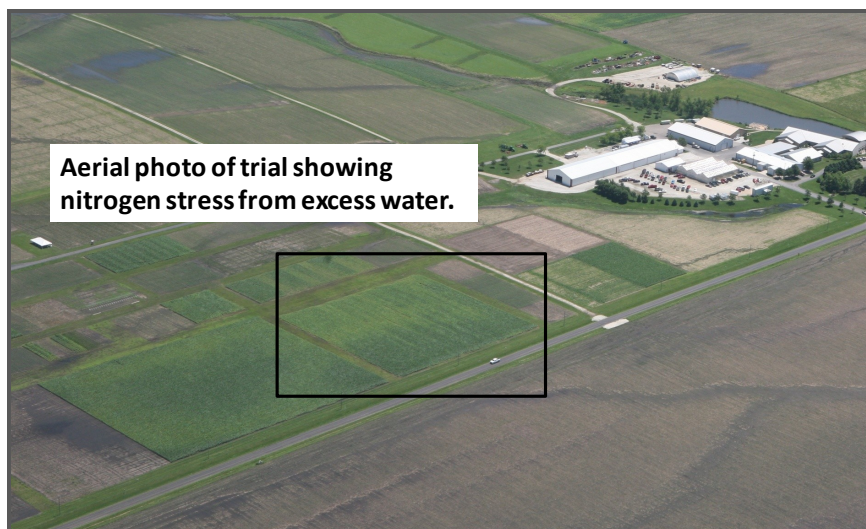 Aerial photo of trial showing
nitrogen stress from excess water.